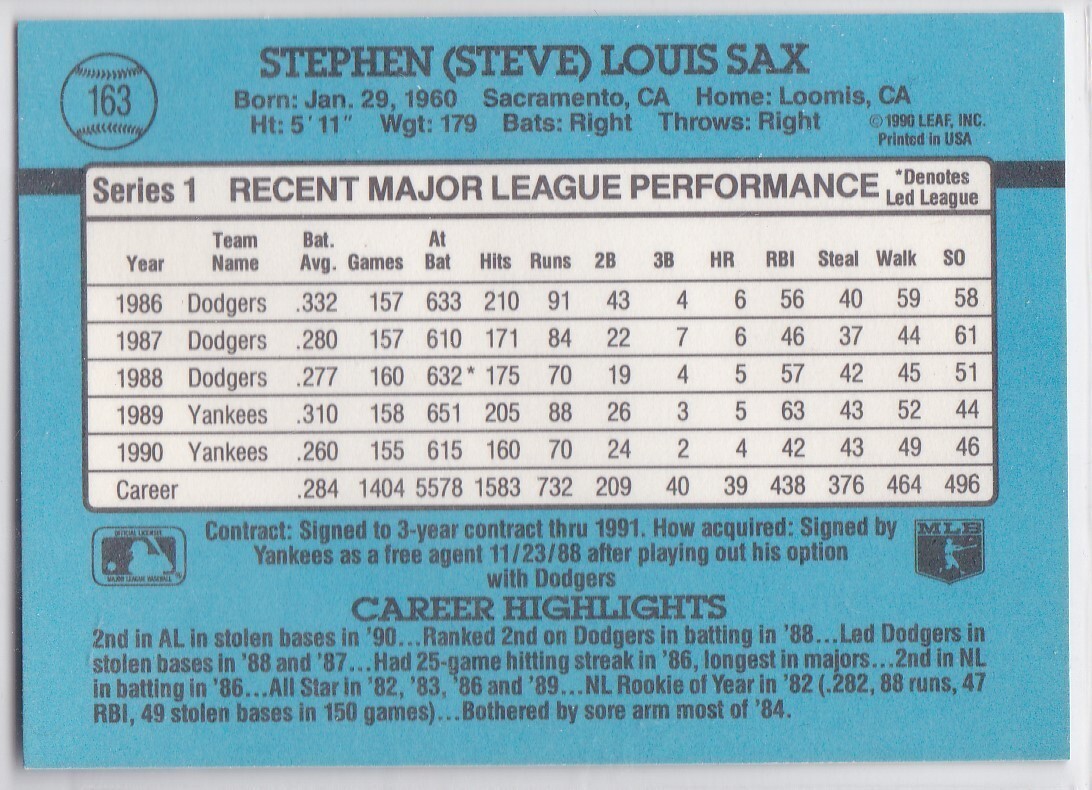 STEPHEN (STEVE) LOUIS SAX
163
Born: Jan. 29, 1960 Sacramento, CA Home: Loomis, CA
Ht: 5'11" Wgt: 179 Bats: Right Throws: Right
©1990 LEAF, INC.
Printed in USA
Series 1 RECENT MAJOR LEAGUE PERFORMANCE *Denotes
Led League
Year Team Name Bat. Avg. Games At Bat Hits Runs 2B 3B HR RBI Steal Walk SO
1986 Dodgers .332 157 633 210 91 43 4 6 56 40 59 58
1987 Dodgers .280 157 610 171 84 22 7 6 46 37 44 61
1988 Dodgers .277 160 632* 175 70 19 4 5 57 42 45 51
1989 Yankees .310 158 651 205 88 26 3 5 63 43 52 44
1990 Yankees .260 155 615 160 70 24 2 4 42 43 49 46
Career .284 1404 5578 1583 732 209 40 39 438 376 464 496
OFFICIAL LICENSEE
MAJOR LEAGUE BASEBALL
Contract: Signed to 3-year contract thru 1991. How acquired: Signed by
Yankees as a free agent 11/23/88 after playing out his option
with Dodgers
MLB
CAREER HIGHLIGHTS
2nd in AL in stolen bases in '90...Ranked 2nd on Dodgers in batting in '88...Led Dodgers in
stolen bases in '88 and '87...Had 25-game hitting streak in '86, longest in majors...2nd in NL
in batting in '86...All Star in '82, '83, '86 and '89...NL Rookie of Year in '82 (.282, 88 runs, 47
RBI, 49 stolen bases in 150 games)...Bothered by sore arm most of '84.